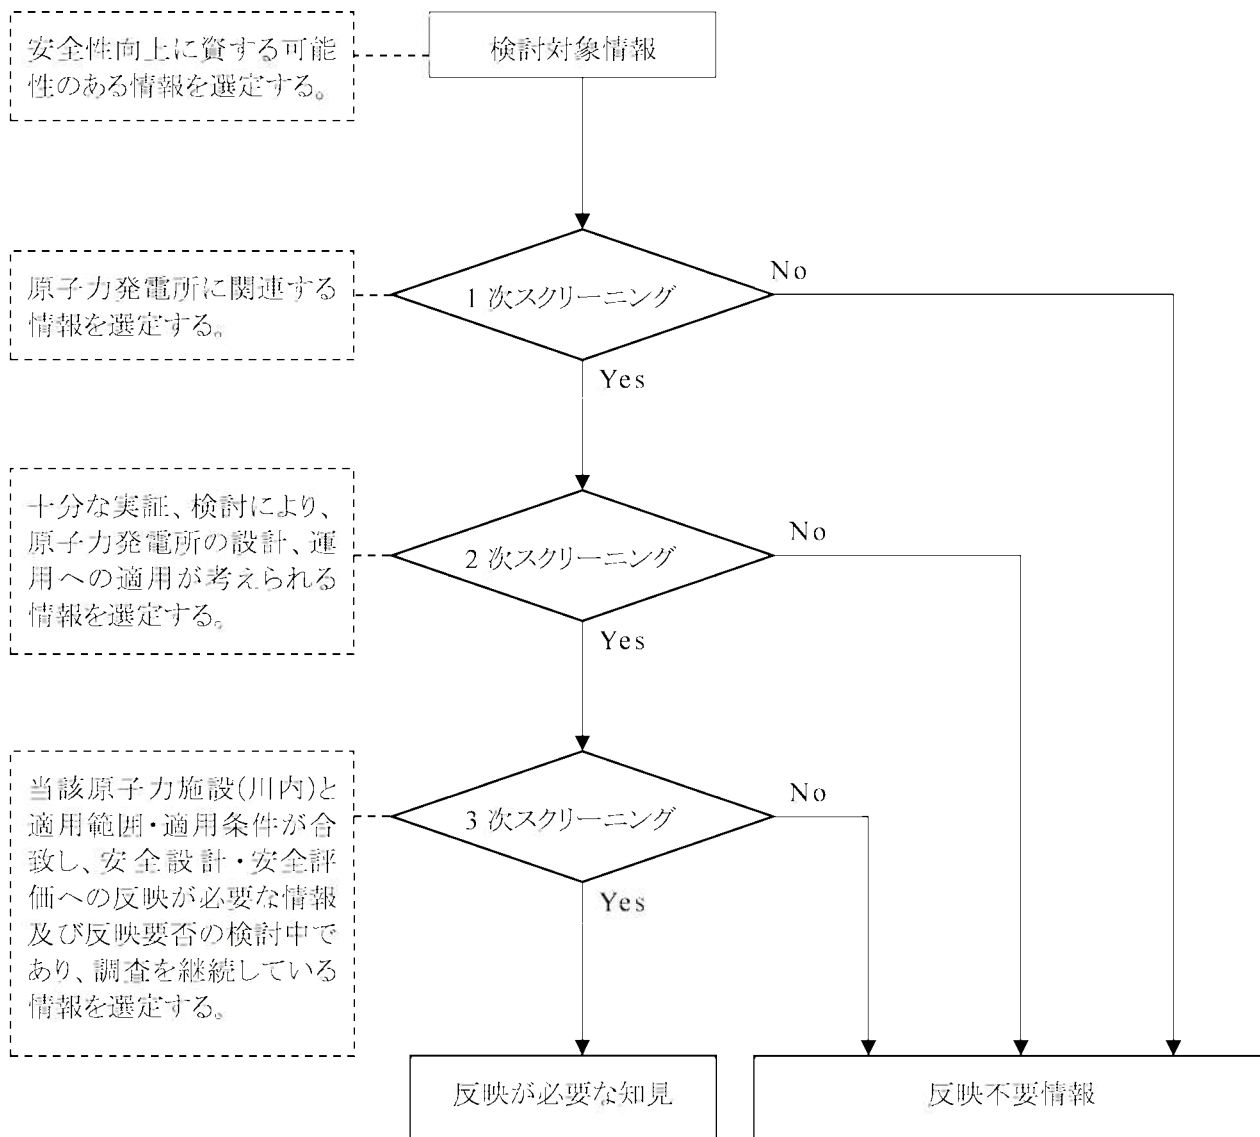 安全性向上に資する可能
性のある情報を選定する。
検討対象情報
原子力発電所に関連する
情報を選定する。
1 次スクリーニング
No
Yes
十分な実証、検討により、
原子力発電所の設計、運
用への適用が考えられる
情報を選定する。
2 次スクリーニング
No
Yes
当該原子力施設(川内)と
適用範囲・適用条件が合
致し、安全設計・安全評
価への反映が必要な情報
及び反映要否の検討中で
あり、調査を継続している
情報を選定する。
3 次スクリーニング
No
Yes
反映が必要な知見
反映不要情報